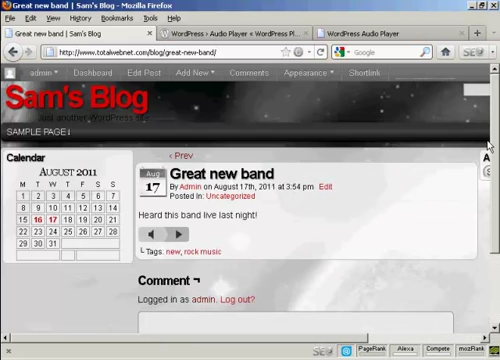 Great new band | Sam's Blog - Mozilla Firefox
File Edit View History Bookmarks Tools Help
Great new band | Sam's Blog
WordPress › Audio Player « WordPress Pl...
WordPress Audio Player
http://www.totalwebnet.com/blog/great-new-band/
Google
admin Dashboard Edit Post Add New Comments Appearance Shortlink
Sam's Blog
Just another WordPress site
SAMPLE PAGE
Calendar
AUGUST 2011
M T W T F S S
1 2 3 4 5 6 7
8 9 10 11 12 13 14
15 16 17 18 19 20 21
22 23 24 25 26 27 28
29 30 31
‹ Prev
Aug
17
Great new band
By Admin on August 17th, 2011 at 3:54 pm Edit
Posted In: Uncategorized
Heard this band live last night!
└ Tags: new, rock music
Comment ¬
Logged in as admin. Log out?
PageRank Alexa Compete mozRank